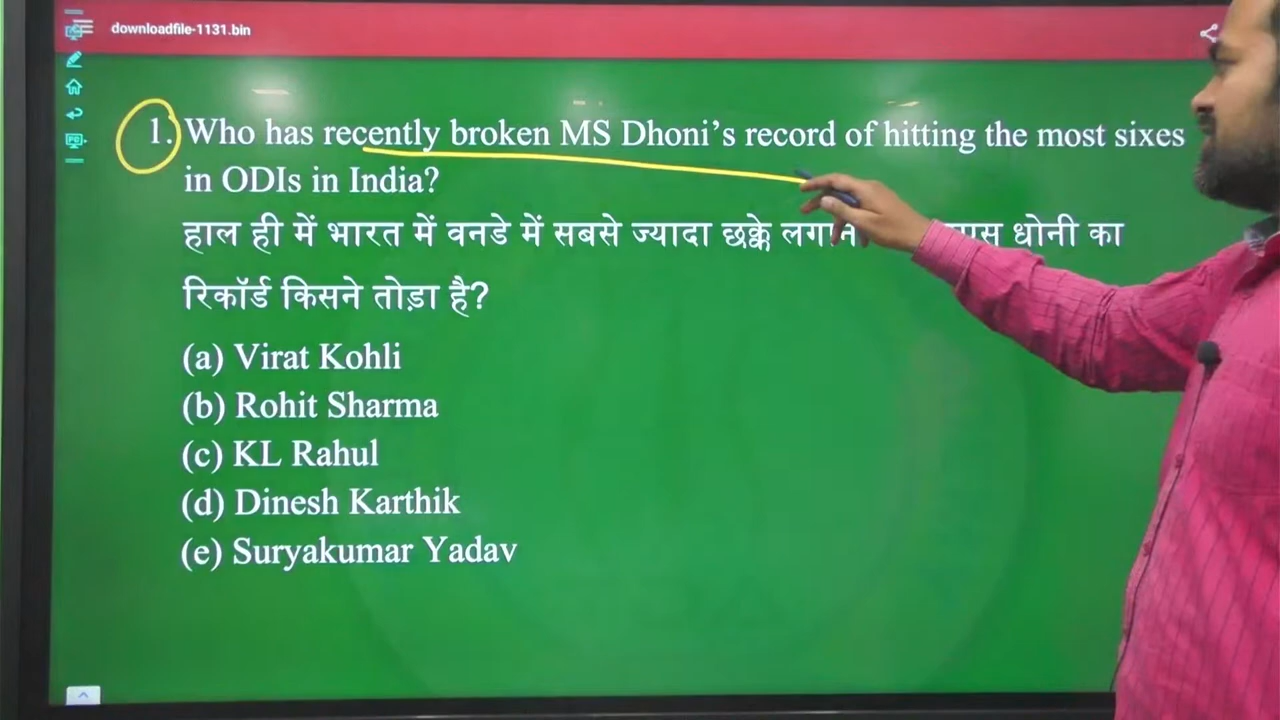 downloadfile-1131.bin
1. Who has recently broken MS Dhoni's record of hitting the most sixes
in ODIs in India?
हाल ही में भारत में वनडे में सबसे ज्यादा छक्के धोनी का
रिकॉर्ड किसने तोड़ा है?
(a) Virat Kohli
(b) Rohit Sharma
(c) KL Rahul
(d) Dinesh Karthik
(e) Suryakumar Yadav